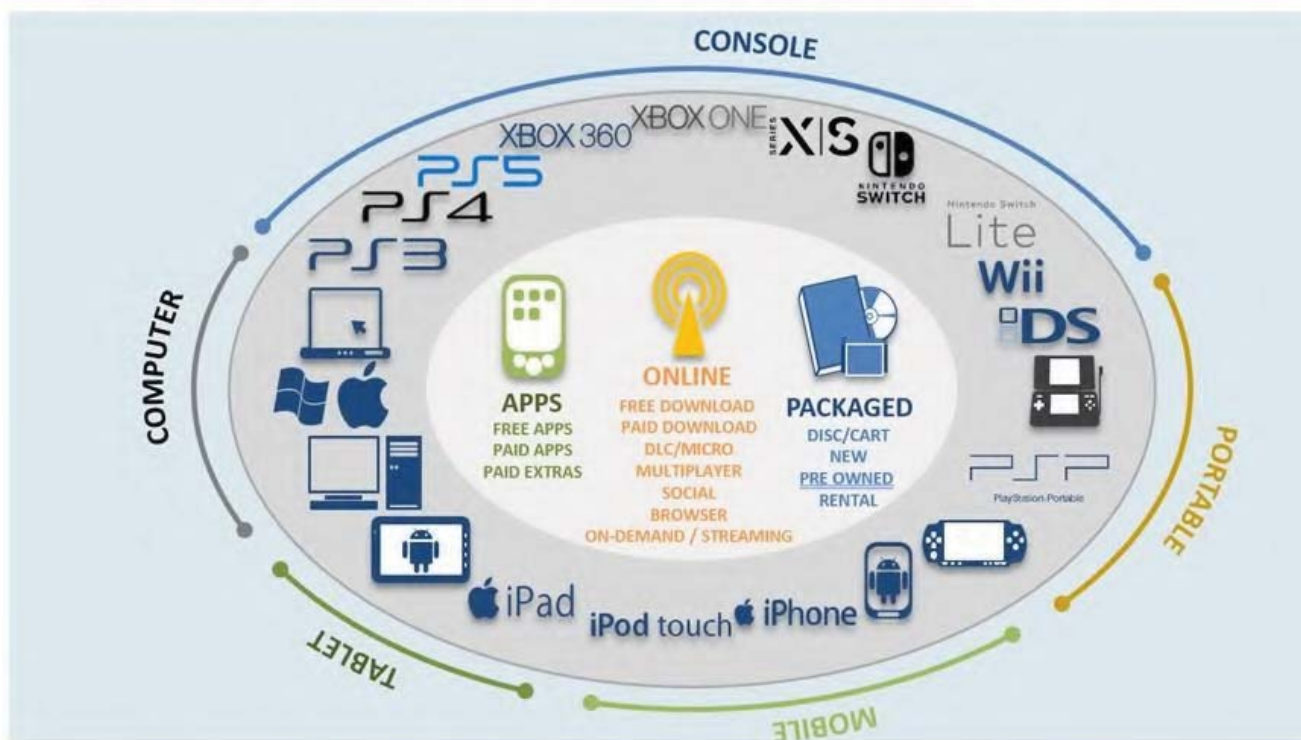 CONSOLE
XBOX 360
XBOX ONE
SERIES X|S
PS5
NINTENDO
SWITCH
PS4
Nintendo Switch
Lite
PS3
Wii
COMPUTER
DS
APPS
FREE APPS
PAID APPS
PAID EXTRAS
ONLINE
FREE DOWNLOAD
PAID DOWNLOAD
DLC/MICRO
MULTIPLAYER
SOCIAL
BROWSER
ON-DEMAND / STREAMING
PACKAGED
DISC/CART
NEW
PRE OWNED
RENTAL
PSP
PlayStation Portable
PORTABLE
iPad
iPod touch
iPhone
TABLET
MOBILE